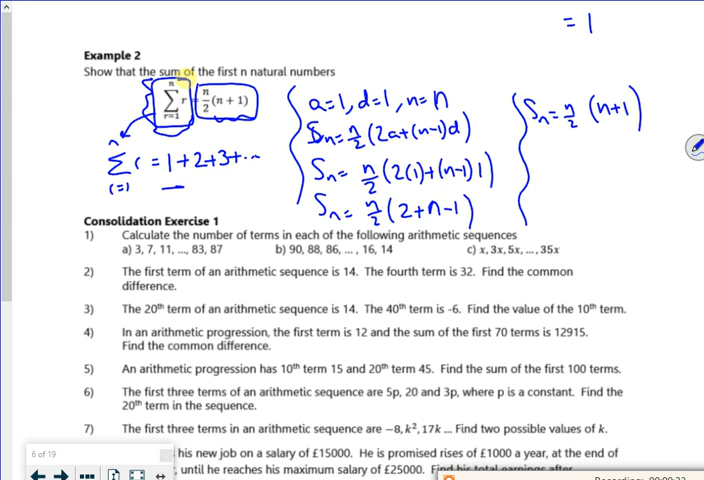 = 1
Example 2
Show that the sum of the first n natural numbers
n
∑ r = n/2 (n + 1)
r=1
n
∑ r = 1+2+3+...
r=1
a=1, d=1, n=n
Sn = n/2 (2a+(n-1)d)
Sn = n/2 (2(1)+(n-1)1)
Sn = n/2 (2+n-1)
Sn = n/2 (n+1)
Consolidation Exercise 1
1) Calculate the number of terms in each of the following arithmetic sequences
a) 3, 7, 11, ..., 83, 87 b) 90, 88, 86, ... , 16, 14 c) x, 3x, 5x, ... , 35x
2) The first term of an arithmetic sequence is 14. The fourth term is 32. Find the common
difference.
3) The 20th term of an arithmetic sequence is 14. The 40th term is -6. Find the value of the 10th term.
4) In an arithmetic progression, the first term is 12 and the sum of the first 70 terms is 12915.
Find the common difference.
5) An arithmetic progression has 10th term 15 and 20th term 45. Find the sum of the first 100 terms.
6) The first three terms of an arithmetic sequence are 5p, 20 and 3p, where p is a constant. Find the
20th term in the sequence.
7) The first three terms in an arithmetic sequence are −8, k², 17k ... Find two possible values of k.
his new job on a salary of £15000. He is promised rises of £1000 a year, at the end of
, until he reaches his maximum salary of £25000. Find his total earnings after
6 of 19